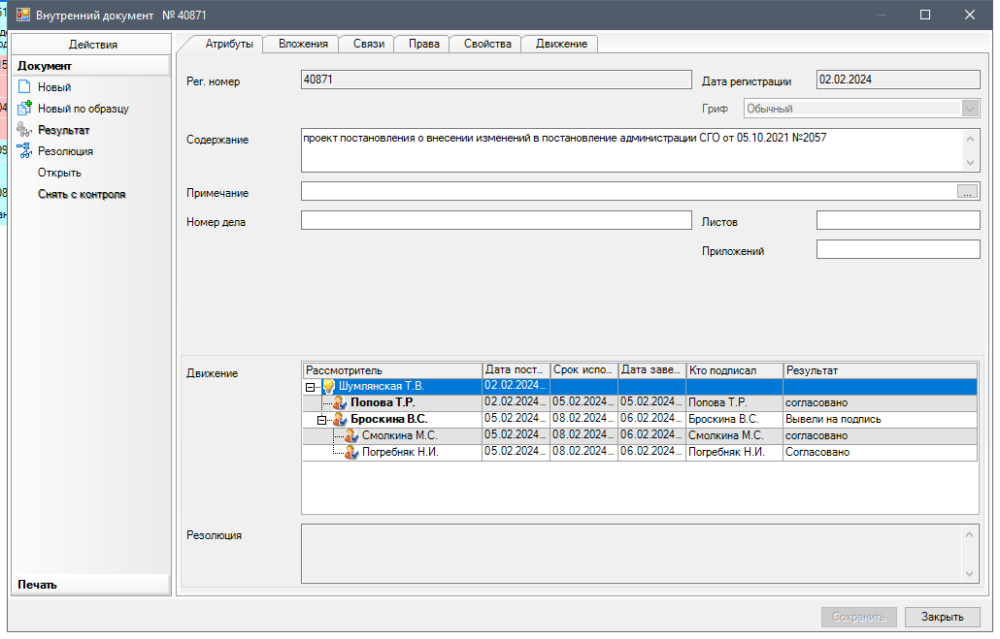 Внутренний документ № 40871
Действия
Документ
Новый
Новый по образцу
Результат
Резолюция
Открыть
Снять с контроля
Печать
Атрибуты Вложения Связи Права Свойства Движение
Рег. номер 40871 Дата регистрации 02.02.2024
Гриф Обычный
Содержание проект постановления о внесении изменений в постановление администрации СГО от 05.10.2021 №2057
Примечание ...
Номер дела Листов
Приложений
Движение
Рассмотритель Дата пост... Срок испо... Дата заве... Кто подписал Результат
Шумлянская Т.В. 02.02.2024...
Попова Т.Р. 02.02.2024... 05.02.2024... 05.02.2024... Попова Т.Р. согласовано
Броскина В.С. 05.02.2024... 08.02.2024... 06.02.2024... Броскина В.С. Вывели на подпись
Смолкина М.С. 05.02.2024... 08.02.2024... 06.02.2024... Смолкина М.С. согласовано
Погребняк Н.И. 05.02.2024... 08.02.2024... 06.02.2024... Погребняк Н.И. Согласовано
Резолюция
Сохранить Закрыть